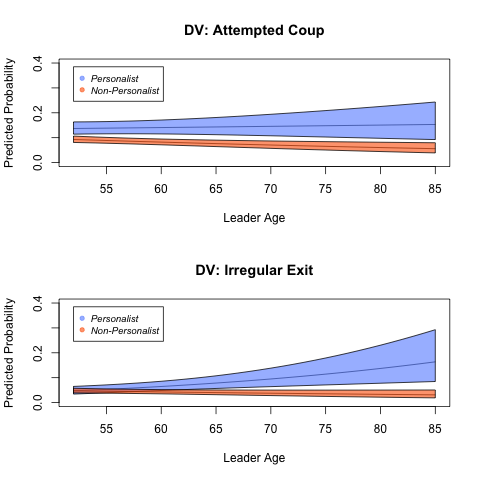 DV: Attempted Coup
Predicted Probability
0.4
0.2
0.0
Personalist
Non-Personalist
55 60 65 70 75 80 85
Leader Age
DV: Irregular Exit
Predicted Probability
0.4
0.2
0.0
Personalist
Non-Personalist
55 60 65 70 75 80 85
Leader Age